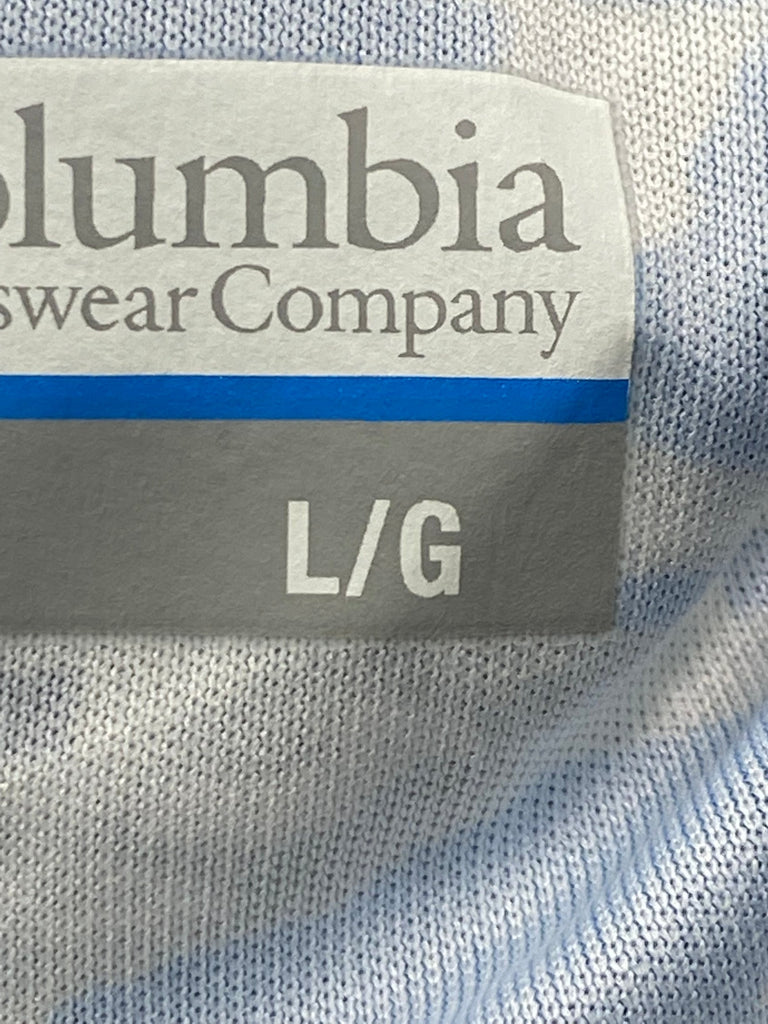 olumbia
swear Company
L/G